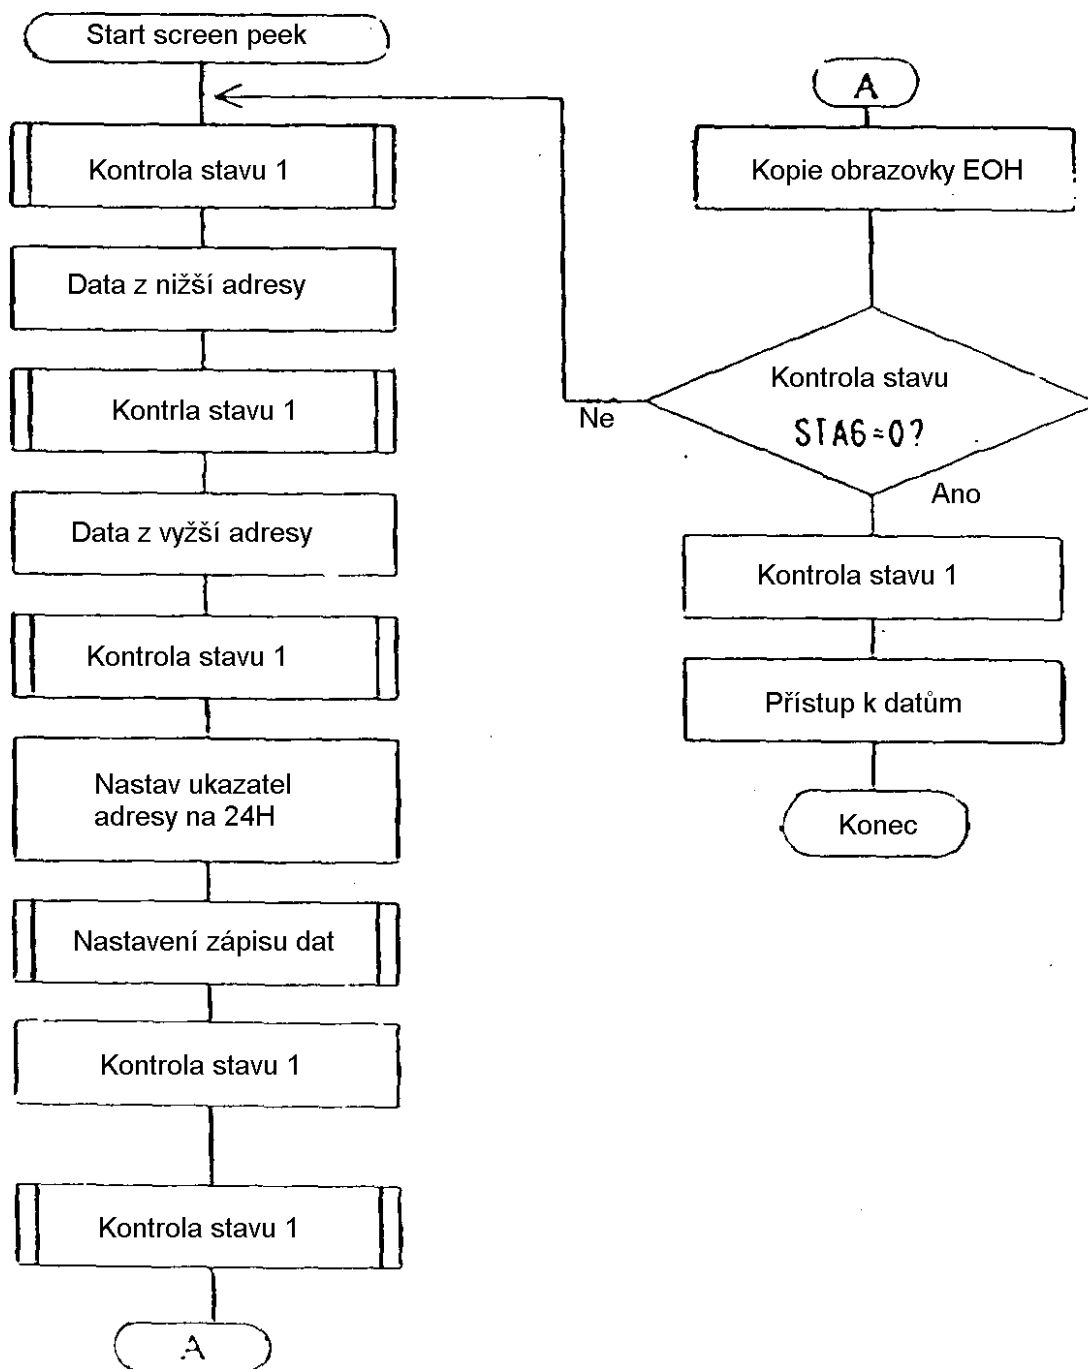 Start screen peek
Kontrola stavu 1
Data z nižší adresy
Kontrla stavu 1
Data z vyžší adresy
Kontrola stavu 1
Nastav ukazatel
adresy na 24H
Nastavení zápisu dat
Kontrola stavu 1
Kontrola stavu 1
A
A
Kopie obrazovky EOH
Kontrola stavu
STA6=0?
Ne
Ano
Kontrola stavu 1
Přístup k datům
Konec